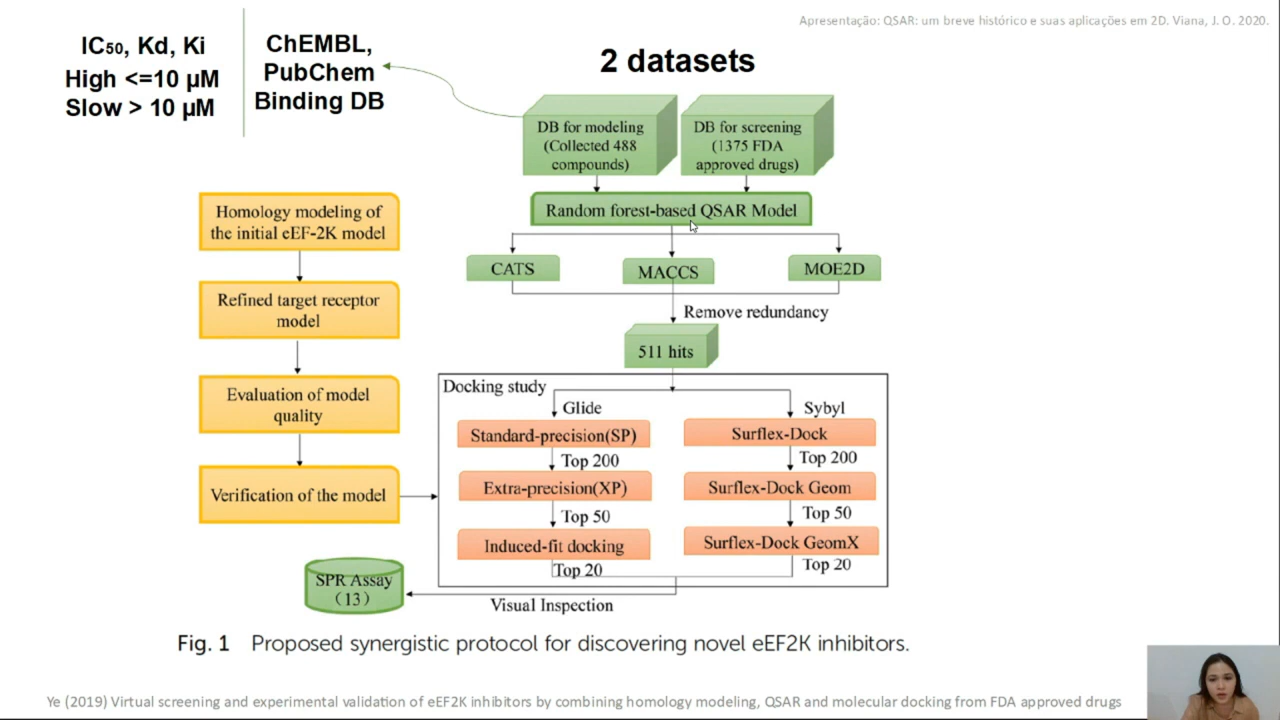 Apresentação: QSAR: um breve histórico e suas aplicações em 2D. Viana, J. O. 2020.
IC50, Kd, Ki
High <=10 µM
Slow > 10 µM
ChEMBL,
PubChem
Binding DB
2 datasets
DB for modeling
(Collected 488
compounds)
DB for screening
(1375 FDA
approved drugs)
Random forest-based QSAR Model
CATS
MACCS
MOE2D
Remove redundancy
511 hits
Homology modeling of
the initial eEF-2K model
Refined target receptor
model
Evaluation of model
quality
Verification of the model
Docking study
Glide
Standard-precision(SP)
Top 200
Extra-precision(XP)
Top 50
Induced-fit docking
Top 20
Sybyl
Surflex-Dock
Top 200
Surflex-Dock Geom
Top 50
Surflex-Dock GeomX
Top 20
Visual Inspection
SPR Assay
(13)
Fig. 1 Proposed synergistic protocol for discovering novel eEF2K inhibitors.
Ye (2019) Virtual screening and experimental validation of eEF2K inhibitors by combining homology modeling, QSAR and molecular docking from FDA approved drugs